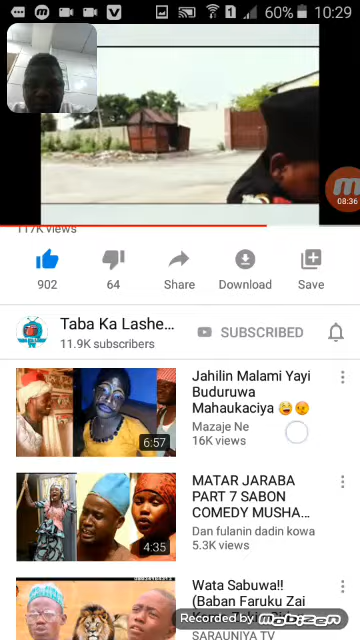 1
60%
10:29
08:36
117K views
902
64
Share
Download
Save
Taba Ka Lashe...
SUBSCRIBED
11.9K subscribers
Jahilin Malami Yayi
Buduruwa
Mahaukaciya 😂😠
Mazaje Ne
16K views
6:57
MATAR JARABA
PART 7 SABON
COMEDY MUSHA...
Dan fulanin dadin kowa
5.3K views
4:35
Wata Sabuwa!!
(Baban Faruku Zai
Recorded by mobizen
SARAUNIYA TV